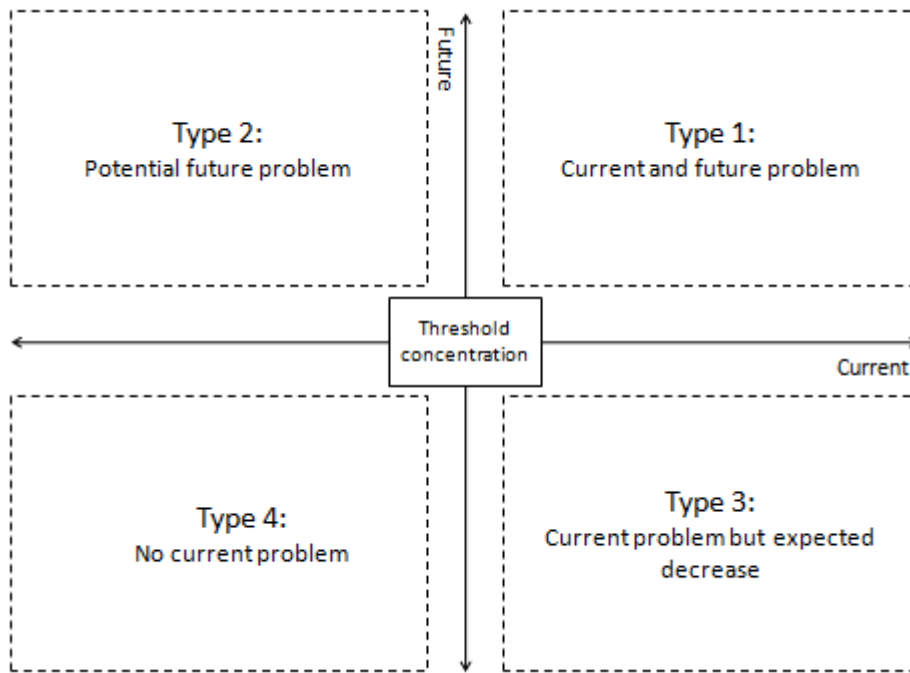 Future
Type 2:
Potential future problem
Type 1:
Current and future problem
Threshold
concentration
Current
Type 4:
No current problem
Type 3:
Current problem but expected
decrease